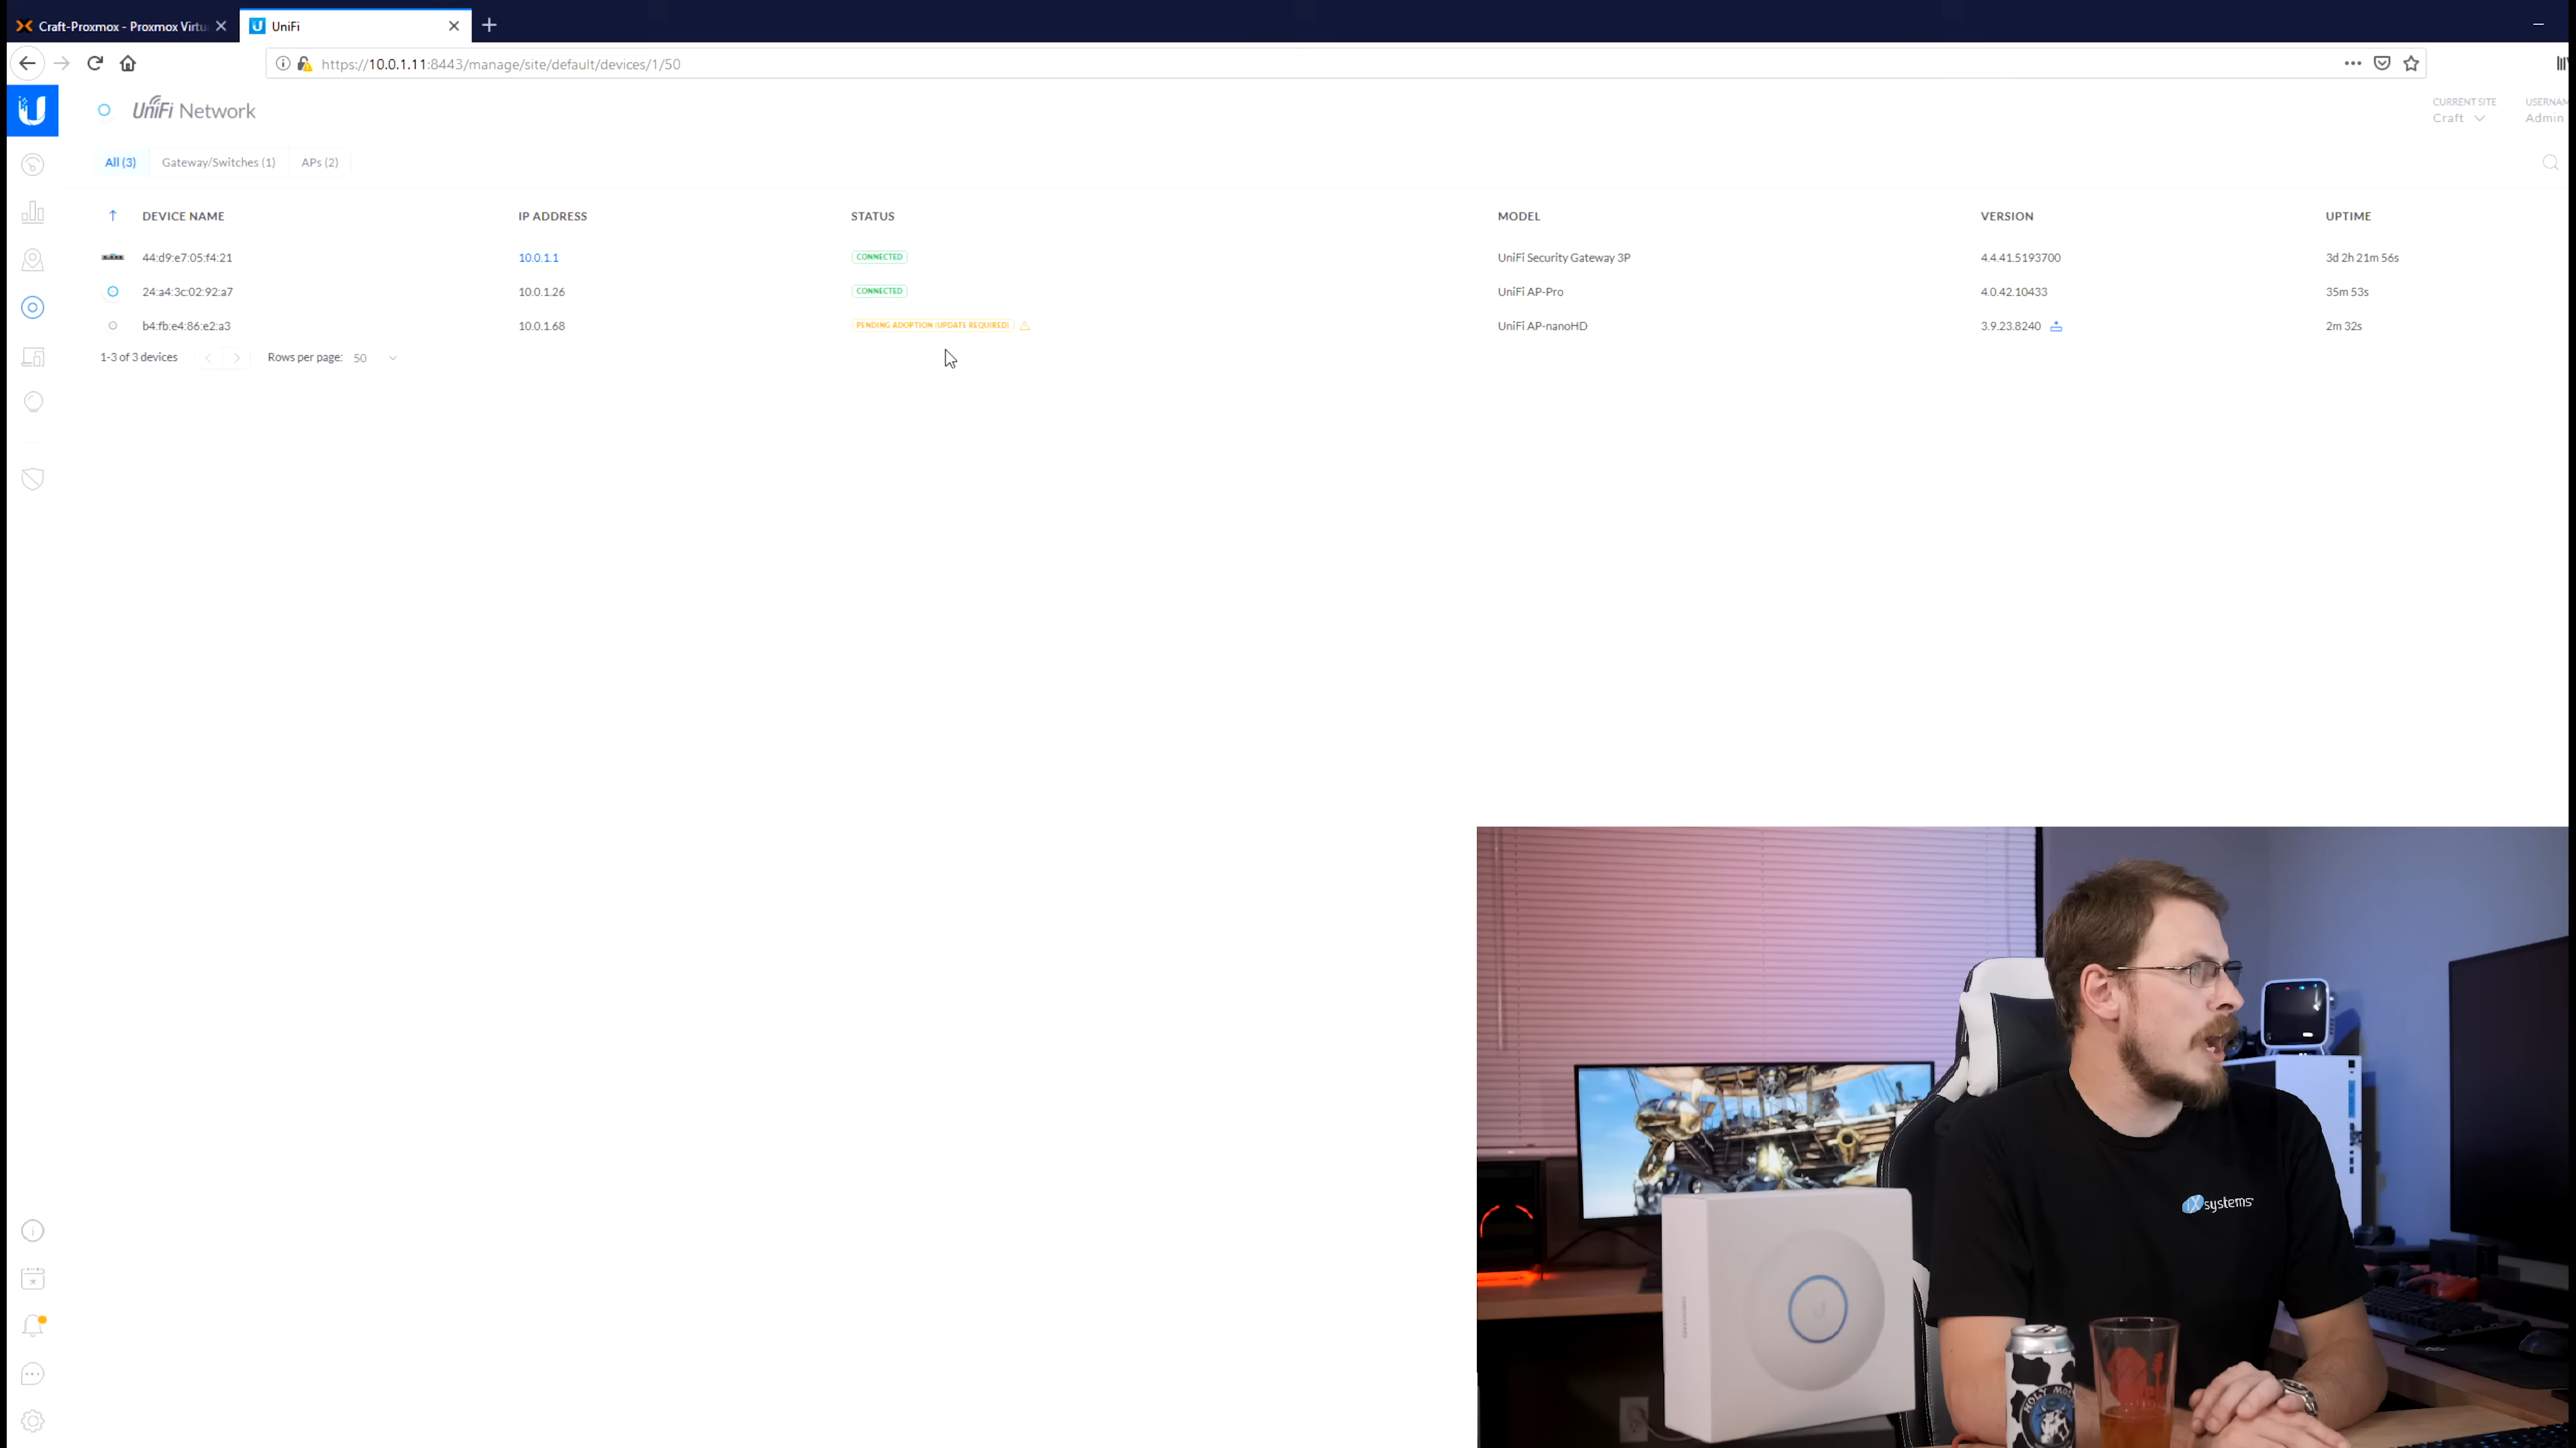 Craft-Proxmox - Proxmox Virtu
UniFi
https://10.0.1.11:8443/manage/site/default/devices/1/50
UniFi Network
CURRENT SITE
Craft
USERNAM
Admin
All (3)
Gateway/Switches (1)
APs (2)
DEVICE NAME IP ADDRESS STATUS MODEL VERSION UPTIME
44:d9:e7:05:f4:21 10.0.1.1 CONNECTED UniFi Security Gateway 3P 4.4.41.5193700 3d 2h 21m 56s
24:a4:3c:02:92:a7 10.0.1.26 CONNECTED UniFi AP-Pro 4.0.42.10433 35m 53s
b4:fb:e4:86:e2:a3 10.0.1.68 PENDING ADOPTION (UPDATE REQUIRED) UniFi AP-nanoHD 3.9.23.8240 2m 32s
1-3 of 3 devices Rows per page: 50
iXsystems
HOLY